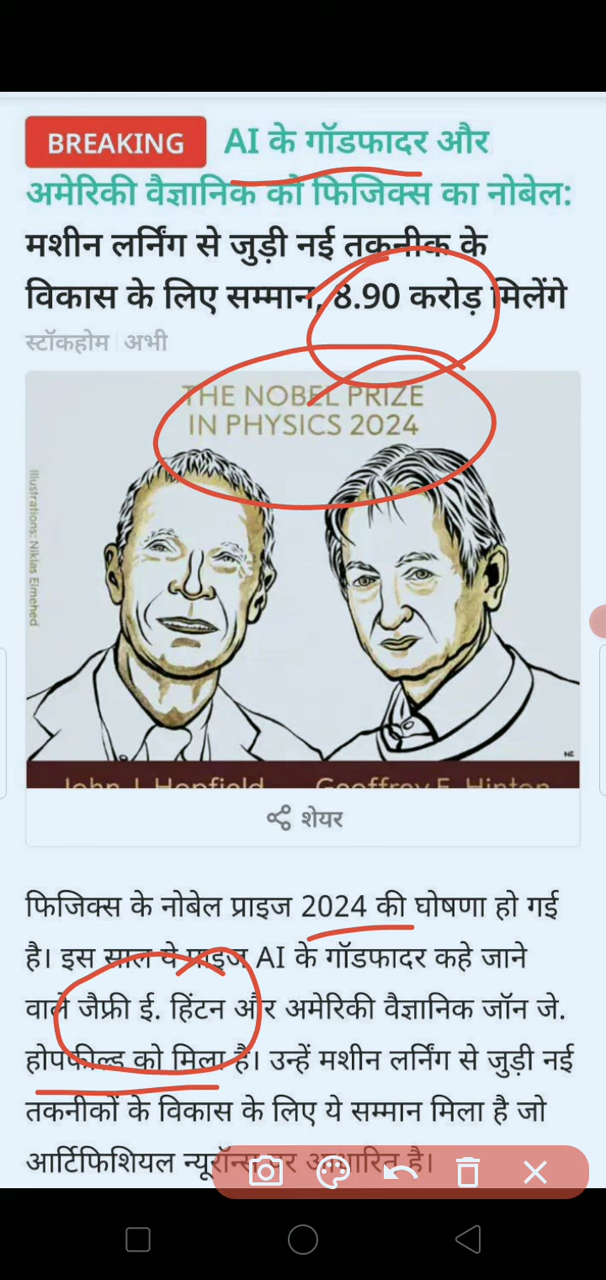 BREAKING AI के गॉडफादर और
अमेरिकी वैज्ञानिक को फिजिक्स का नोबेल:
मशीन लर्निंग से जुड़ी नई तकनीक के
विकास के लिए सम्मान, 8.90 करोड़ मिलेंगे
स्टॉकहोम अभी
THE NOBEL PRIZE
IN PHYSICS 2024
Illustrations: Niklas Elmehed
John J. Hopfield Geoffrey E. Hinton
शेयर
फिजिक्स के नोबेल प्राइज 2024 की घोषणा हो गई
है। इस साल ये प्राइज AI के गॉडफादर कहे जाने
वाले जैफ्री ई. हिंटन और अमेरिकी वैज्ञानिक जॉन जे.
होपफील्ड को मिला है। उन्हें मशीन लर्निंग से जुड़ी नई
तकनीकों के विकास के लिए ये सम्मान मिला है जो
आर्टिफिशियल न्यूरॉन्स पर आधारित है।